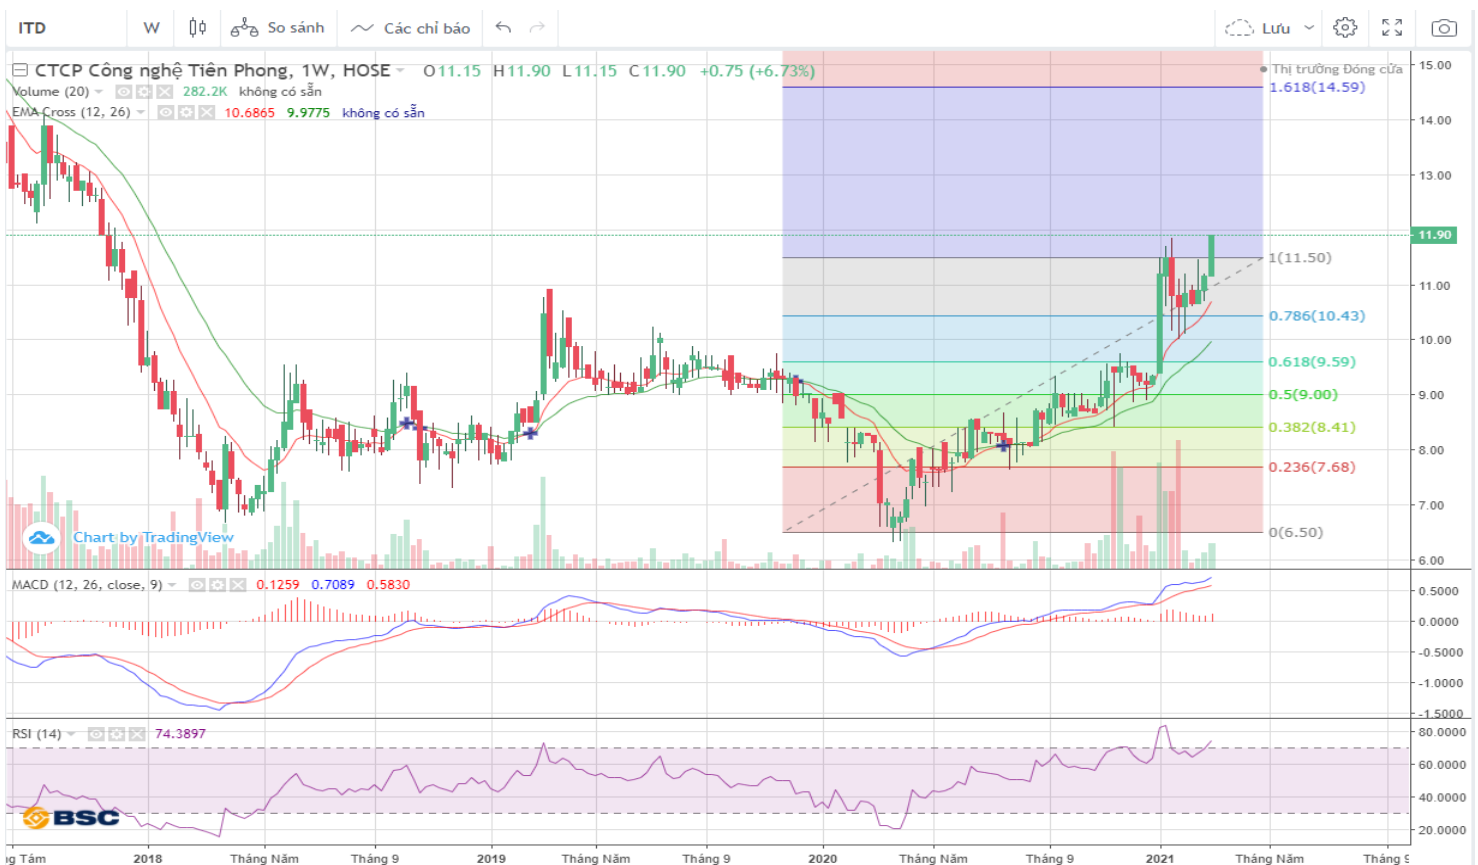 ITD W So sánh Các chỉ báo Lưu
CTCP Công nghệ Tiên Phong, 1W, HOSE O11.15 H11.90 L11.15 C11.90 +0.75 (+6.73%)
Thị trường Đóng cửa
Volume (20) 282.2K không có sẵn
EMA Cross (12, 26) 10.6865 9.9775 không có sẵn
1.618(14.59)
1(11.50)
0.786(10.43)
0.618(9.59)
0.5(9.00)
0.382(8.41)
0.236(7.68)
0(6.50)
15.00
14.00
13.00
11.90
11.00
10.00
9.00
8.00
7.00
6.00
Chart by TradingView
MACD (12, 26, close, 9) 0.1259 0.7089 0.5830
0.5000
0.0000
-0.5000
-1.0000
-1.5000
RSI (14) 74.3897
80.0000
60.0000
40.0000
20.0000
BSC
ng Tám 2018 Tháng Năm Tháng 9 2019 Tháng Năm Tháng 9 2020 Tháng Năm Tháng 9 2021 Tháng Năm Tháng 9